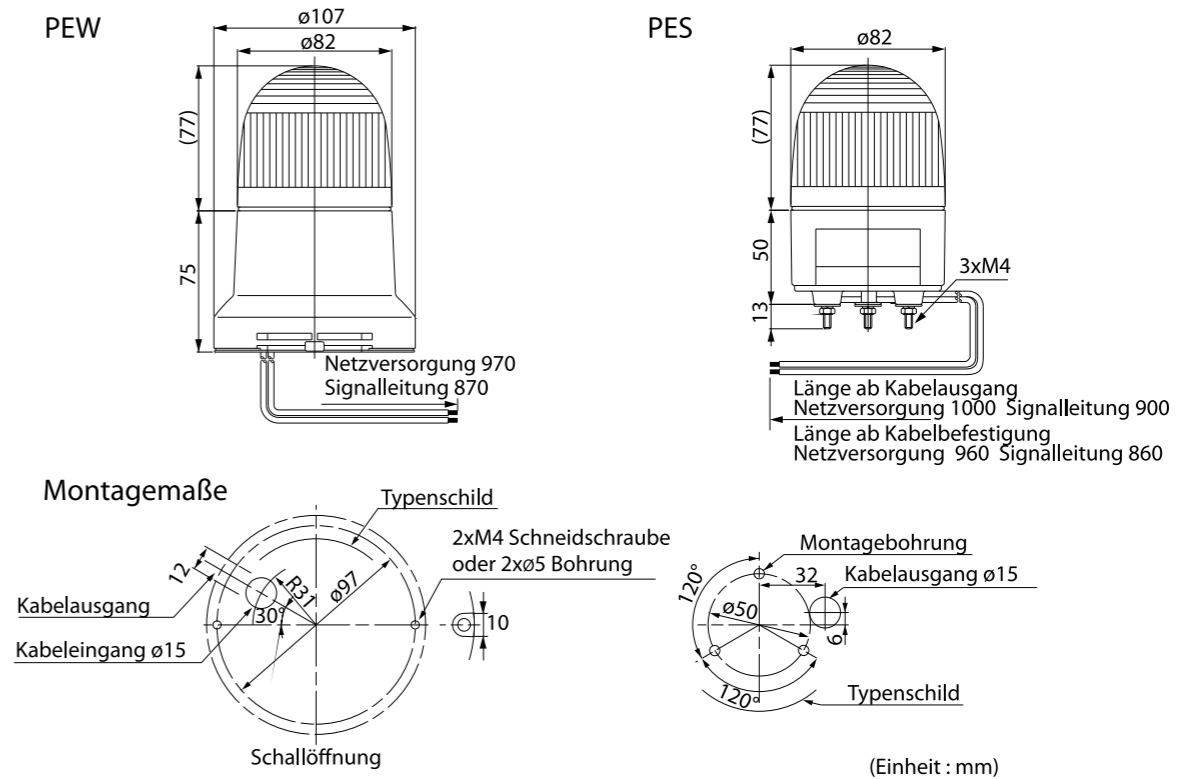 PEW
ø107
ø82
(77)
75
Netzversorgung 970
Signalleitung 870
PES
ø82
(77)
50
13
3xM4
Länge ab Kabelausgang
Netzversorgung 1000 Signalleitung 900
Länge ab Kabelbefestigung
Netzversorgung 960 Signalleitung 860
Montagemaße
Typenschild
2xM4 Schneidschraube
oder 2xø5 Bohrung
12
R31
ø97
30°
10
Kabelausgang
Kabeleingang ø15
Schallöffnung
Montagebohrung
32
Kabelausgang ø15
120°
ø50
6
120°
Typenschild
(Einheit : mm)